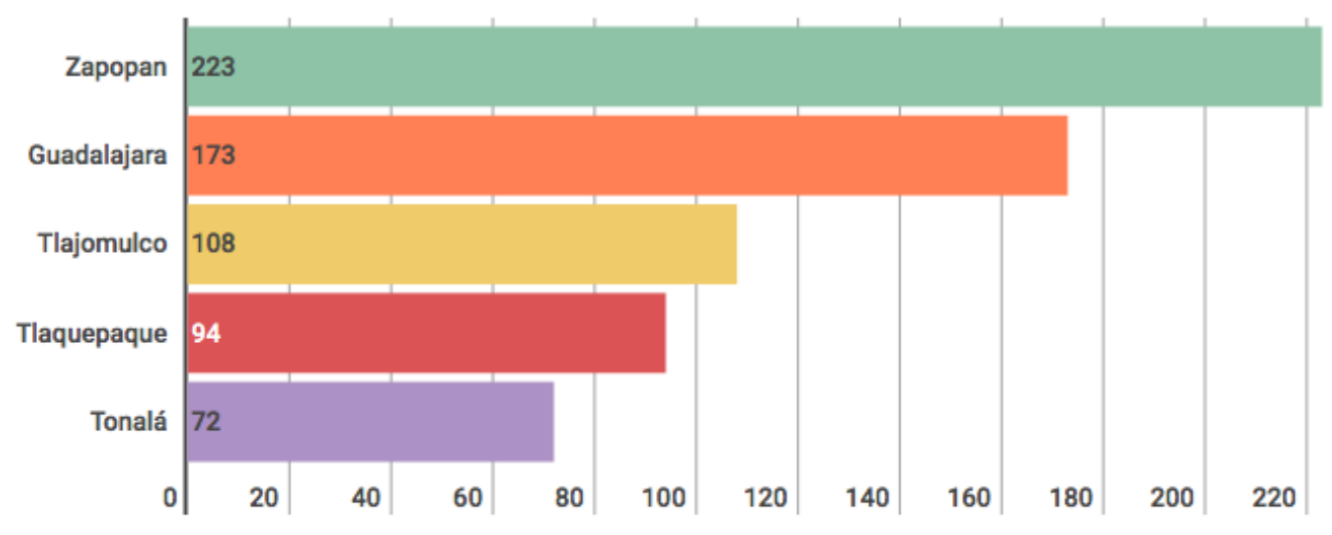 Zapopan 223
Guadalajara 173
Tlajomulco 108
Tlaquepaque 94
Tonalá 72
0 20 40 60 80 100 120 140 160 180 200 220